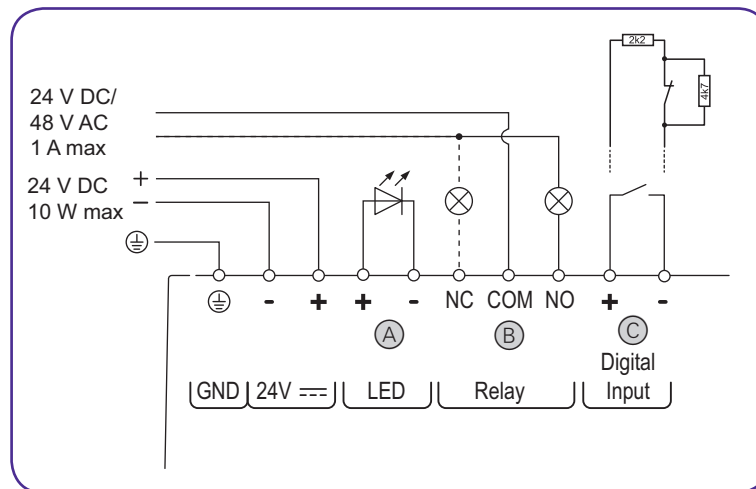 2k2
4k7
24 V DC/
48 V AC
1 A max
24 V DC
10 W max
+
-
- + + - NC COM NO + -
A B C
Digital
GND 24V LED Relay Input